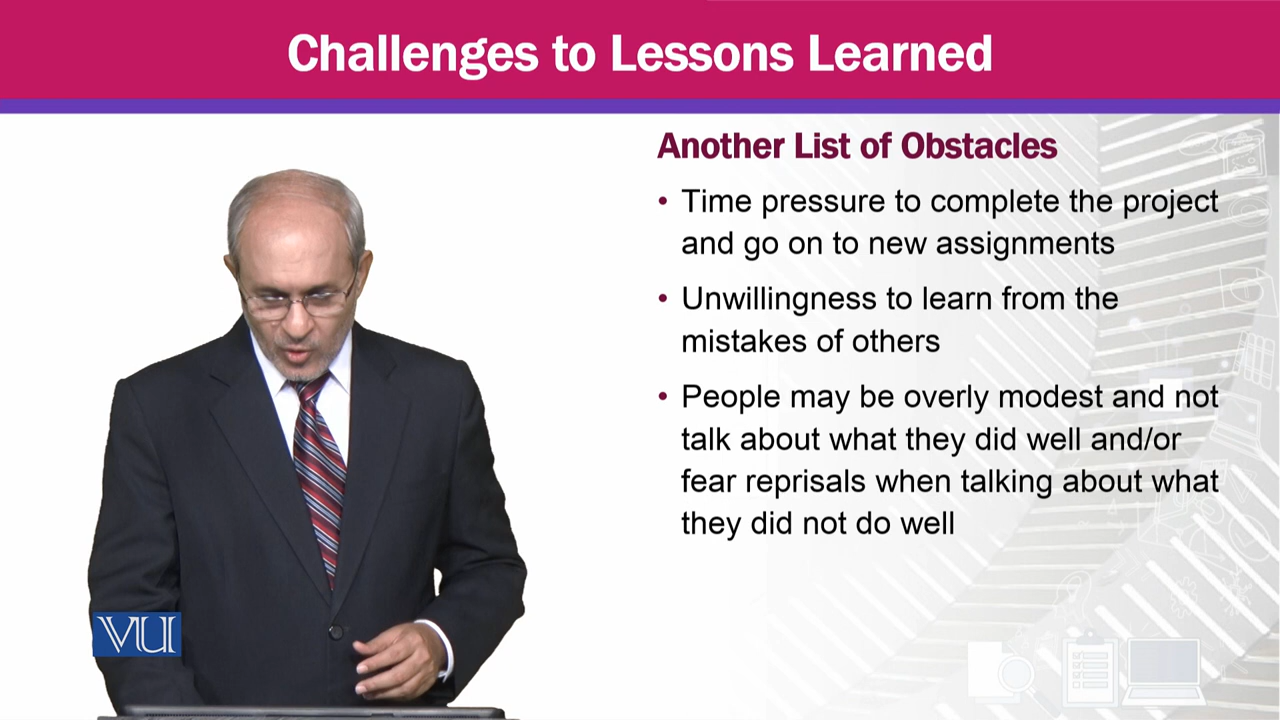 Challenges to Lessons Learned
Another List of Obstacles
• Time pressure to complete the project
and go on to new assignments
• Unwillingness to learn from the
mistakes of others
• People may be overly modest and not
talk about what they did well and/or
fear reprisals when talking about what
they did not do well
VU